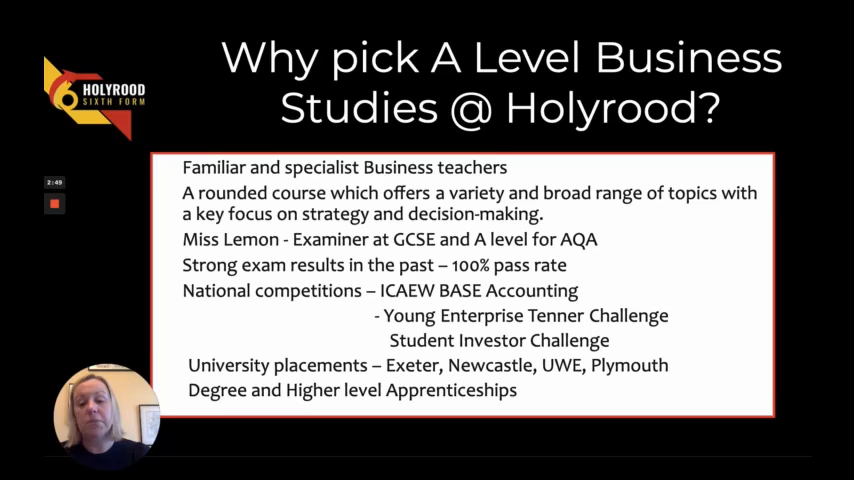 Why pick A Level Business
Studies @ Holyrood?
6 HOLYROOD
SIXTH FORM
2:49
Familiar and specialist Business teachers
A rounded course which offers a variety and broad range of topics with
a key focus on strategy and decision-making.
Miss Lemon - Examiner at GCSE and A level for AQA
Strong exam results in the past – 100% pass rate
National competitions – ICAEW BASE Accounting
- Young Enterprise Tenner Challenge
Student Investor Challenge
University placements – Exeter, Newcastle, UWE, Plymouth
Degree and Higher level Apprenticeships